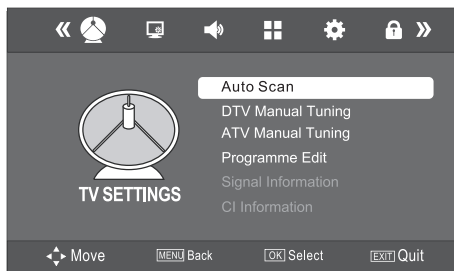 Auto Scan
DTV Manual Tuning
ATV Manual Tuning
Programme Edit
Signal Information
CI Information
TV SETTINGS
Move MENU Back OK Select EXIT Quit